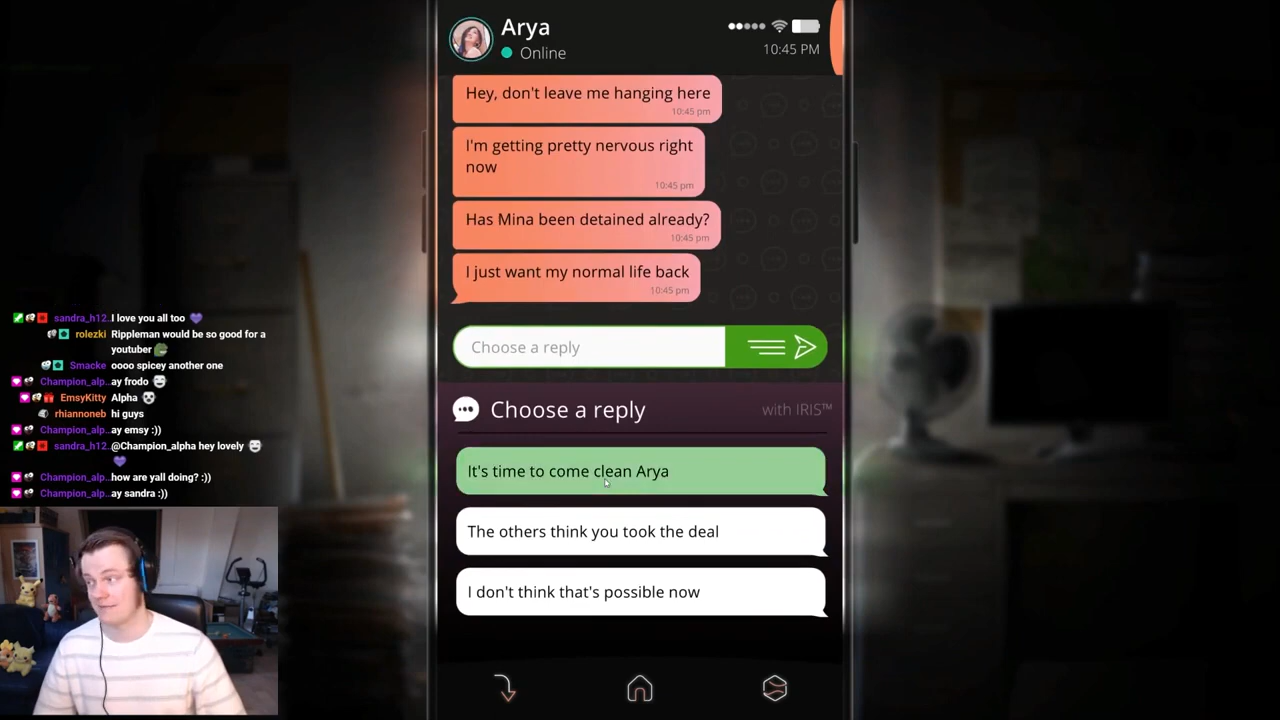 Arya
Online
10:45 PM
Hey, don't leave me hanging here
10:45 pm
I'm getting pretty nervous right
now
10:45 pm
Has Mina been detained already?
10:45 pm
I just want my normal life back
10:45 pm
Choose a reply
Choose a reply
with IRIS™
It's time to come clean Arya
The others think you took the deal
I don't think that's possible now
sandra_h12.. I love you all too
rolezki Rippleman would be so good for a
youtuber
Smacke oooo spicey another one
Champion_alp.. ay frodo
EmsyKitty Alpha
rhiannoneb hi guys
Champion_alp.. ay emsy :))
sandra_h12.. @Champion_alpha hey lovely
Champion_alp.. how are yall doing? :))
Champion_alp.. ay sandra :))